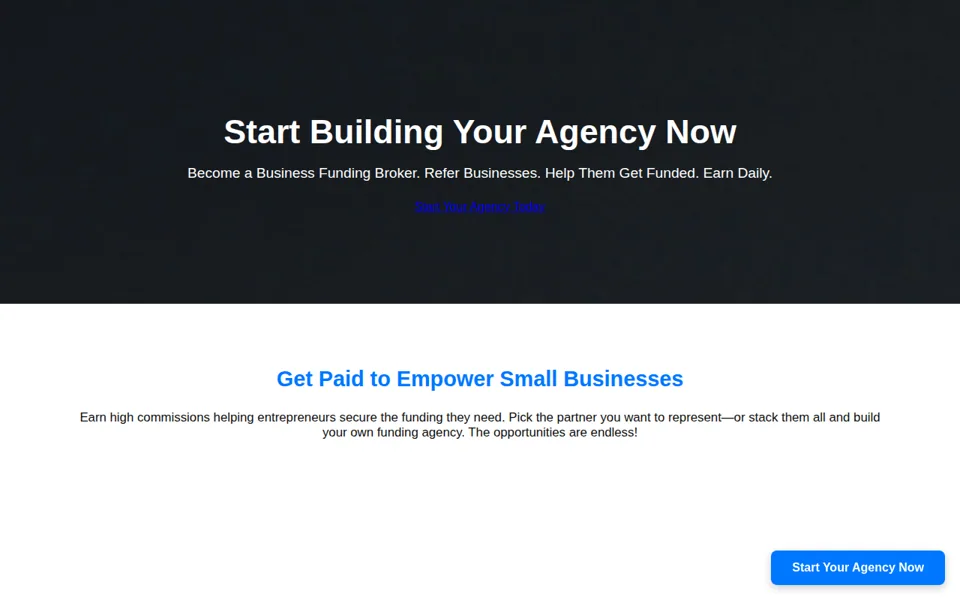 Start Building Your Agency Now
Become a Business Funding Broker. Refer Businesses. Help Them Get Funded. Earn Daily.
Start Your Agency Today
Get Paid to Empower Small Businesses
Earn high commissions helping entrepreneurs secure the funding they need. Pick the partner you want to represent—or stack them all and build
your own funding agency. The opportunities are endless!
Start Your Agency Now